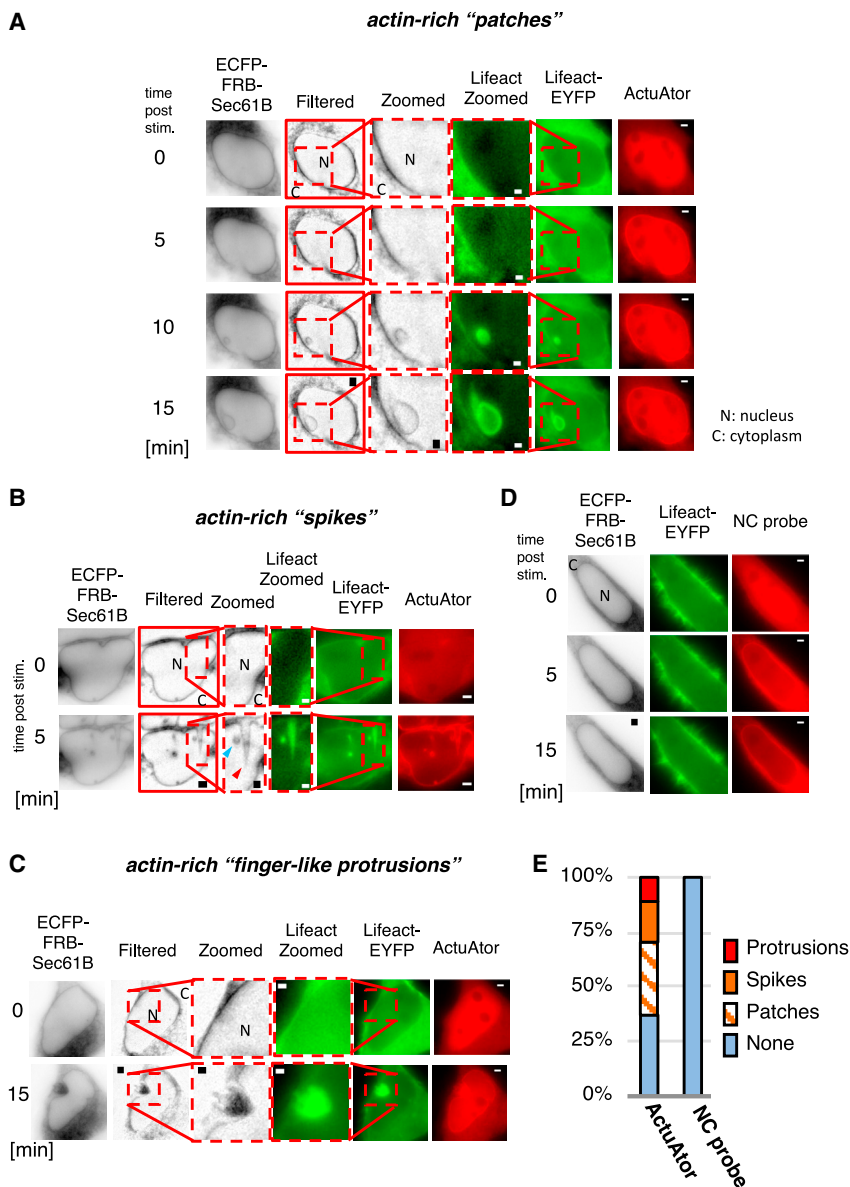 A
actin-rich "patches"
time
post
stim.
ECFP-
FRB-
Sec61B
Filtered
Zoomed
Lifeact
Zoomed
Lifeact-
EYFP
ActuAtor
0
N
C
N
C
5
10
15
[min]
N: nucleus
C: cytoplasm
B
actin-rich "spikes"
ECFP-
FRB-
Sec61B
Filtered
Zoomed
Lifeact
Zoomed
Lifeact-
EYFP
ActuAtor
time post stim.
0
N
C
N
C
5
[min]
D
time
post
stim.
ECFP-
FRB-
Sec61B
Lifeact-
EYFP
NC probe
0
C
N
5
15
[min]
C
actin-rich "finger-like protrusions"
ECFP-
FRB-
Sec61B
Filtered
Zoomed
Lifeact
Zoomed
Lifeact-
EYFP
ActuAtor
0
N
C
N
15
[min]
E
100%
75%
50%
25%
0%
ActuAtor
NC probe
Protrusions
Spikes
Patches
None